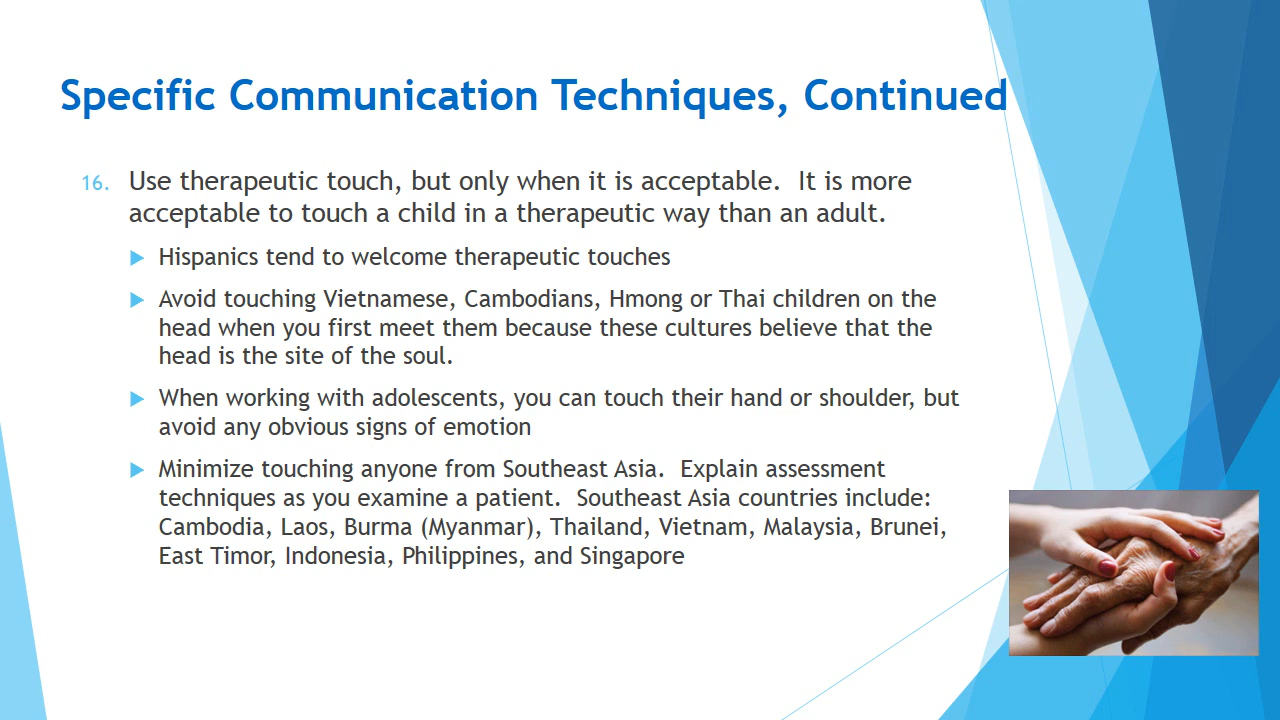 Specific Communication Techniques, Continued
16. Use therapeutic touch, but only when it is acceptable.  It is more
acceptable to touch a child in a therapeutic way than an adult.
Hispanics tend to welcome therapeutic touches
Avoid touching Vietnamese, Cambodians, Hmong or Thai children on the
head when you first meet them because these cultures believe that the
head is the site of the soul.
When working with adolescents, you can touch their hand or shoulder, but
avoid any obvious signs of emotion
Minimize touching anyone from Southeast Asia.  Explain assessment
techniques as you examine a patient.  Southeast Asia countries include:
Cambodia, Laos, Burma (Myanmar), Thailand, Vietnam, Malaysia, Brunei,
East Timor, Indonesia, Philippines, and Singapore